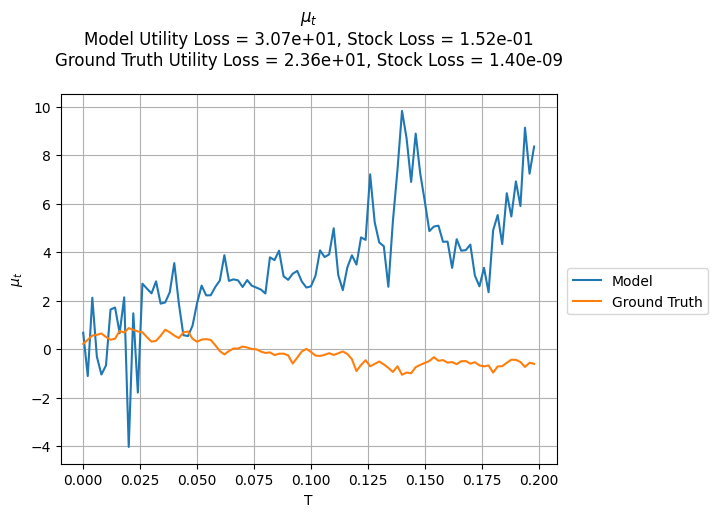 μt
Model Utility Loss = 3.07e+01, Stock Loss = 1.52e-01
Ground Truth Utility Loss = 2.36e+01, Stock Loss = 1.40e-09
10
8
6
4
2
0
−2
−4
μt
0.000
0.025
0.050
0.075
0.100
0.125
0.150
0.175
0.200
T
Model
Ground Truth